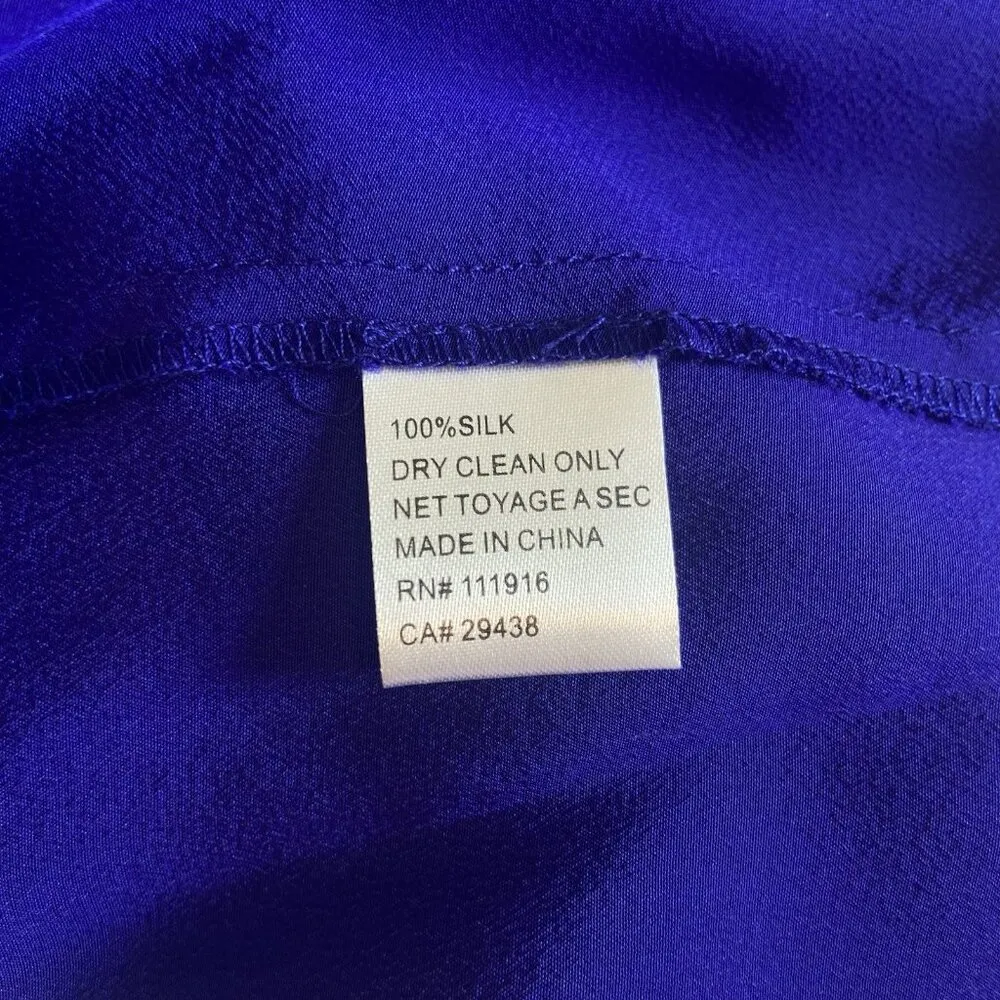 100%SILK
DRY CLEAN ONLY
NET TOYAGE A SEC
MADE IN CHINA
RN# 111916
CA# 29438